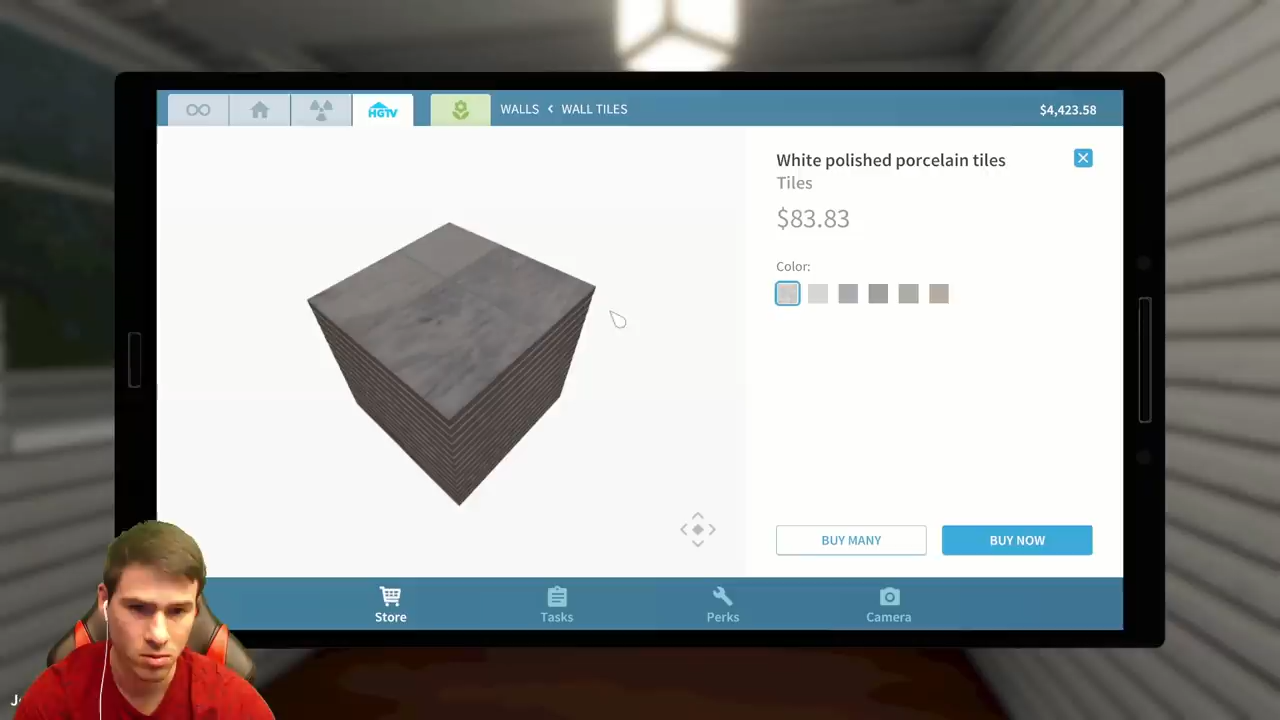 HGTV
WALLS < WALL TILES
$4,423.58
White polished porcelain tiles
Tiles
$83.83
Color:
BUY MANY
BUY NOW
Store
Tasks
Perks
Camera